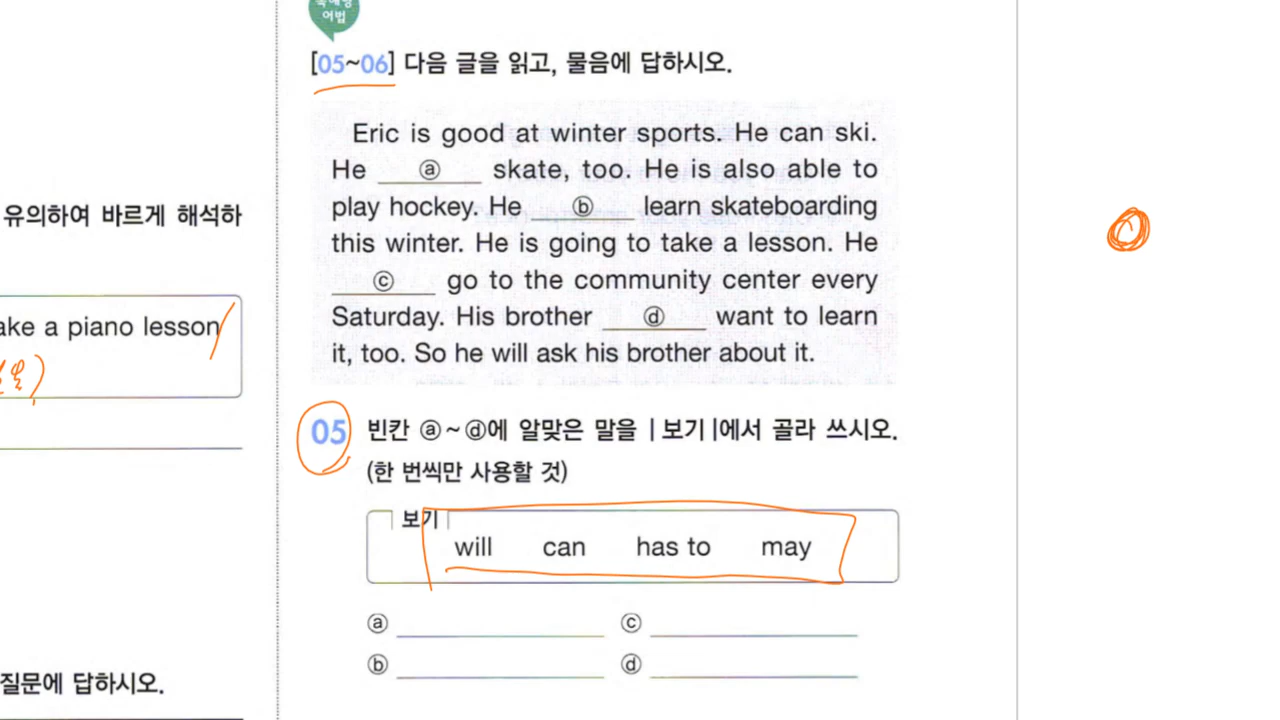 어법
[05~06] 다음 글을 읽고, 물음에 답하시오.
Eric is good at winter sports. He can ski.
He ⓐ skate, too. He is also able to
play hockey. He ⓑ learn skateboarding
this winter. He is going to take a lesson. He
ⓒ go to the community center every
Saturday. His brother ⓓ want to learn
it, too. So he will ask his brother about it.
05 빈칸 ⓐ~ⓓ에 알맞은 말을 |보기|에서 골라 쓰시오.
(한 번씩만 사용할 것)
보기
will can has to may
ⓐ ⓒ
ⓑ ⓓ
유의하여 바르게 해석하
ake a piano lesson
질문에 답하시오.